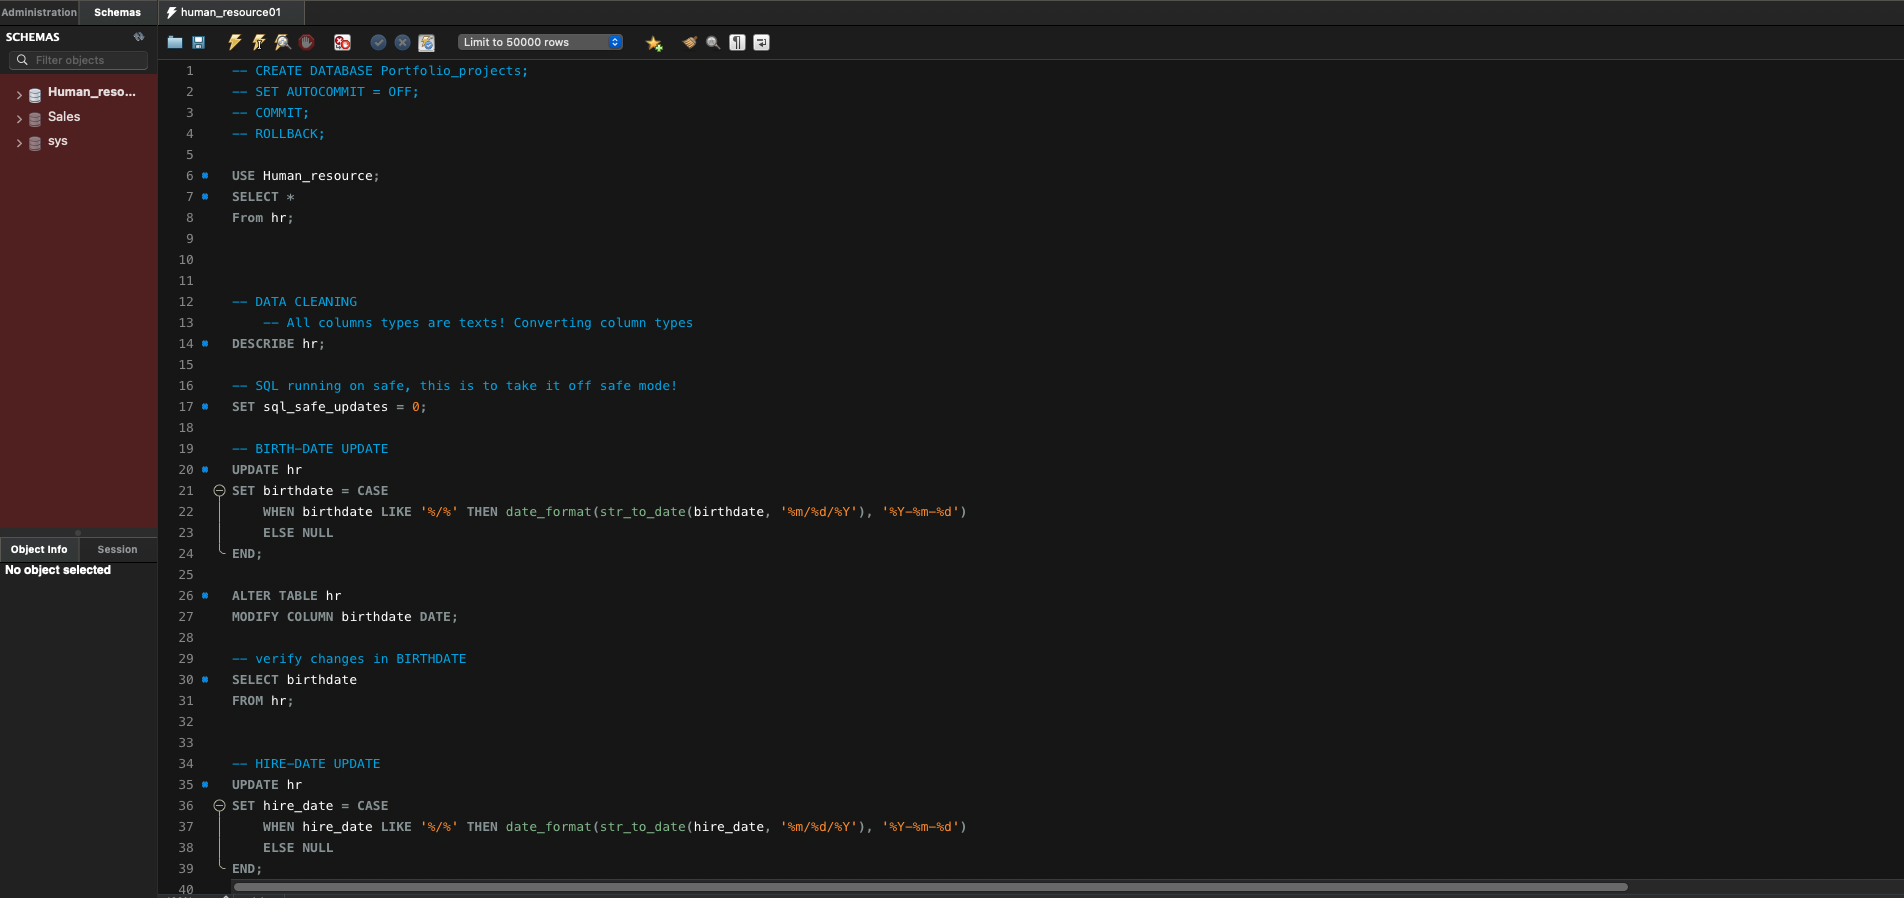 Administration Schemas human_resource01
SCHEMAS
Filter objects
Limit to 50000 rows
Human_reso...
Sales
sys
Object Info Session
No object selected
1 -- CREATE DATABASE Portfolio_projects;
2 -- SET AUTOCOMMIT = OFF;
3 -- COMMIT;
4 -- ROLLBACK;
5
6 USE Human_resource;
7 SELECT *
8 From hr;
9
10
11
12 -- DATA CLEANING
13 -- All columns types are texts! Converting column types
14 DESCRIBE hr;
15
16 -- SQL running on safe, this is to take it off safe mode!
17 SET sql_safe_updates = 0;
18
19 -- BIRTH-DATE UPDATE
20 UPDATE hr
21 SET birthdate = CASE
22 WHEN birthdate LIKE '%/%' THEN date_format(str_to_date(birthdate, '%m/%d/%Y'), '%Y-%m-%d')
23 ELSE NULL
24 END;
25
26 ALTER TABLE hr
27 MODIFY COLUMN birthdate DATE;
28
29 -- verify changes in BIRTHDATE
30 SELECT birthdate
31 FROM hr;
32
33
34 -- HIRE-DATE UPDATE
35 UPDATE hr
36 SET hire_date = CASE
37 WHEN hire_date LIKE '%/%' THEN date_format(str_to_date(hire_date, '%m/%d/%Y'), '%Y-%m-%d')
38 ELSE NULL
39 END;
40